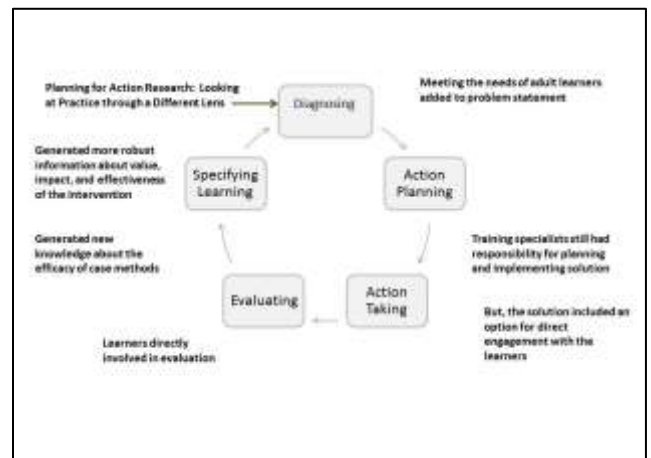 Planning for Action Research: Looking
at Practice through a Different Lens
Diagnosing
Meeting the needs of adult learners
added to problem statement
Generated more robust
information about value,
impact, and effectiveness
of the intervention
Specifying
Learning
Action
Planning
Generated new
knowledge about the
efficacy of case methods
Training specialists still had
responsibility for planning
and implementing solution
Evaluating
Action
Taking
But, the solution included an
option for direct
engagement with the
learners
Learners directly
involved in evaluation